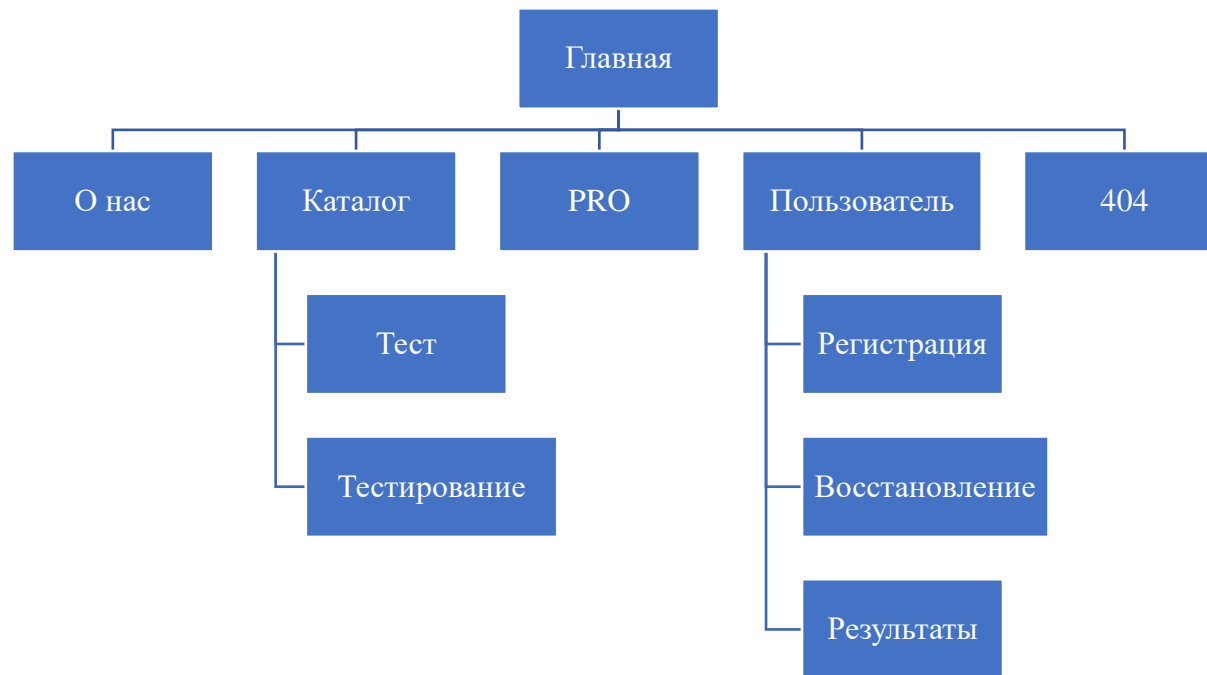 Главная
О нас
Каталог
PRO
Пользователь
404
Тест
Регистрация
Тестирование
Восстановление
Результаты